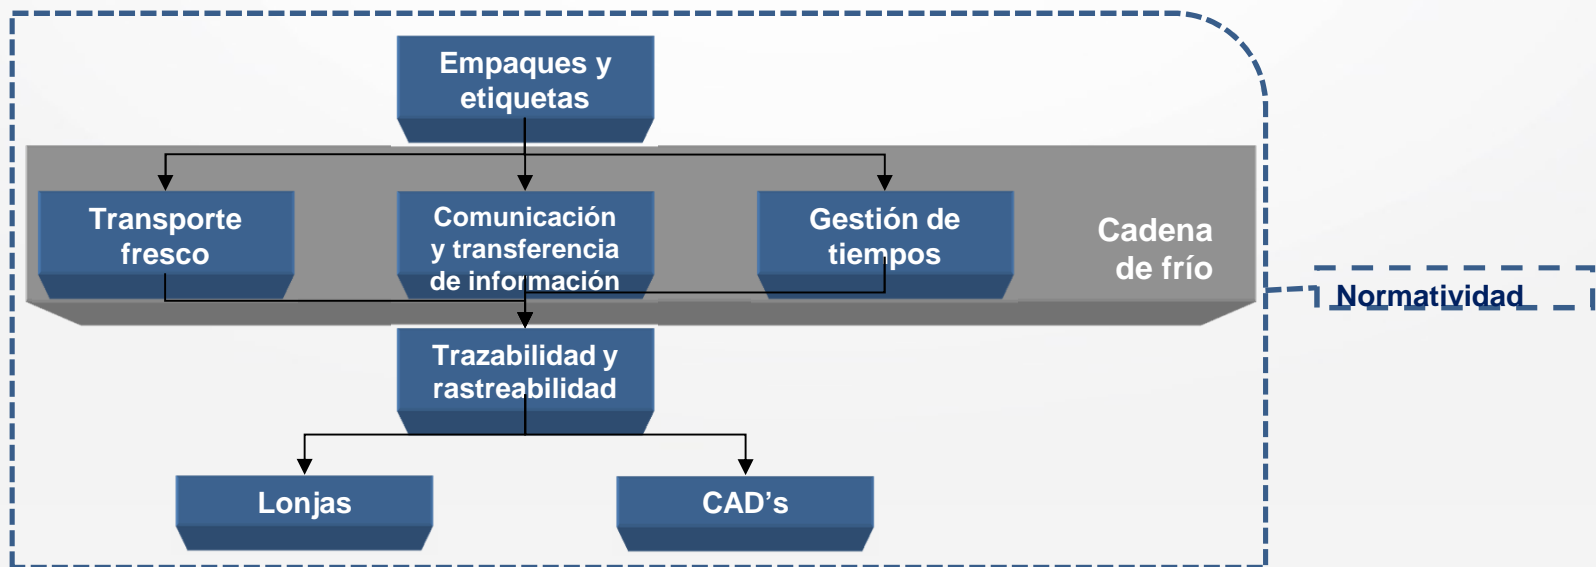 Empaques y
etiquetas
Transporte
fresco
Comunicación
y transferencia
de información
Gestión de
tiempos
Cadena
de frío
Normatividad
Trazabilidad y
rastreabilidad
Lonjas
CAD’s